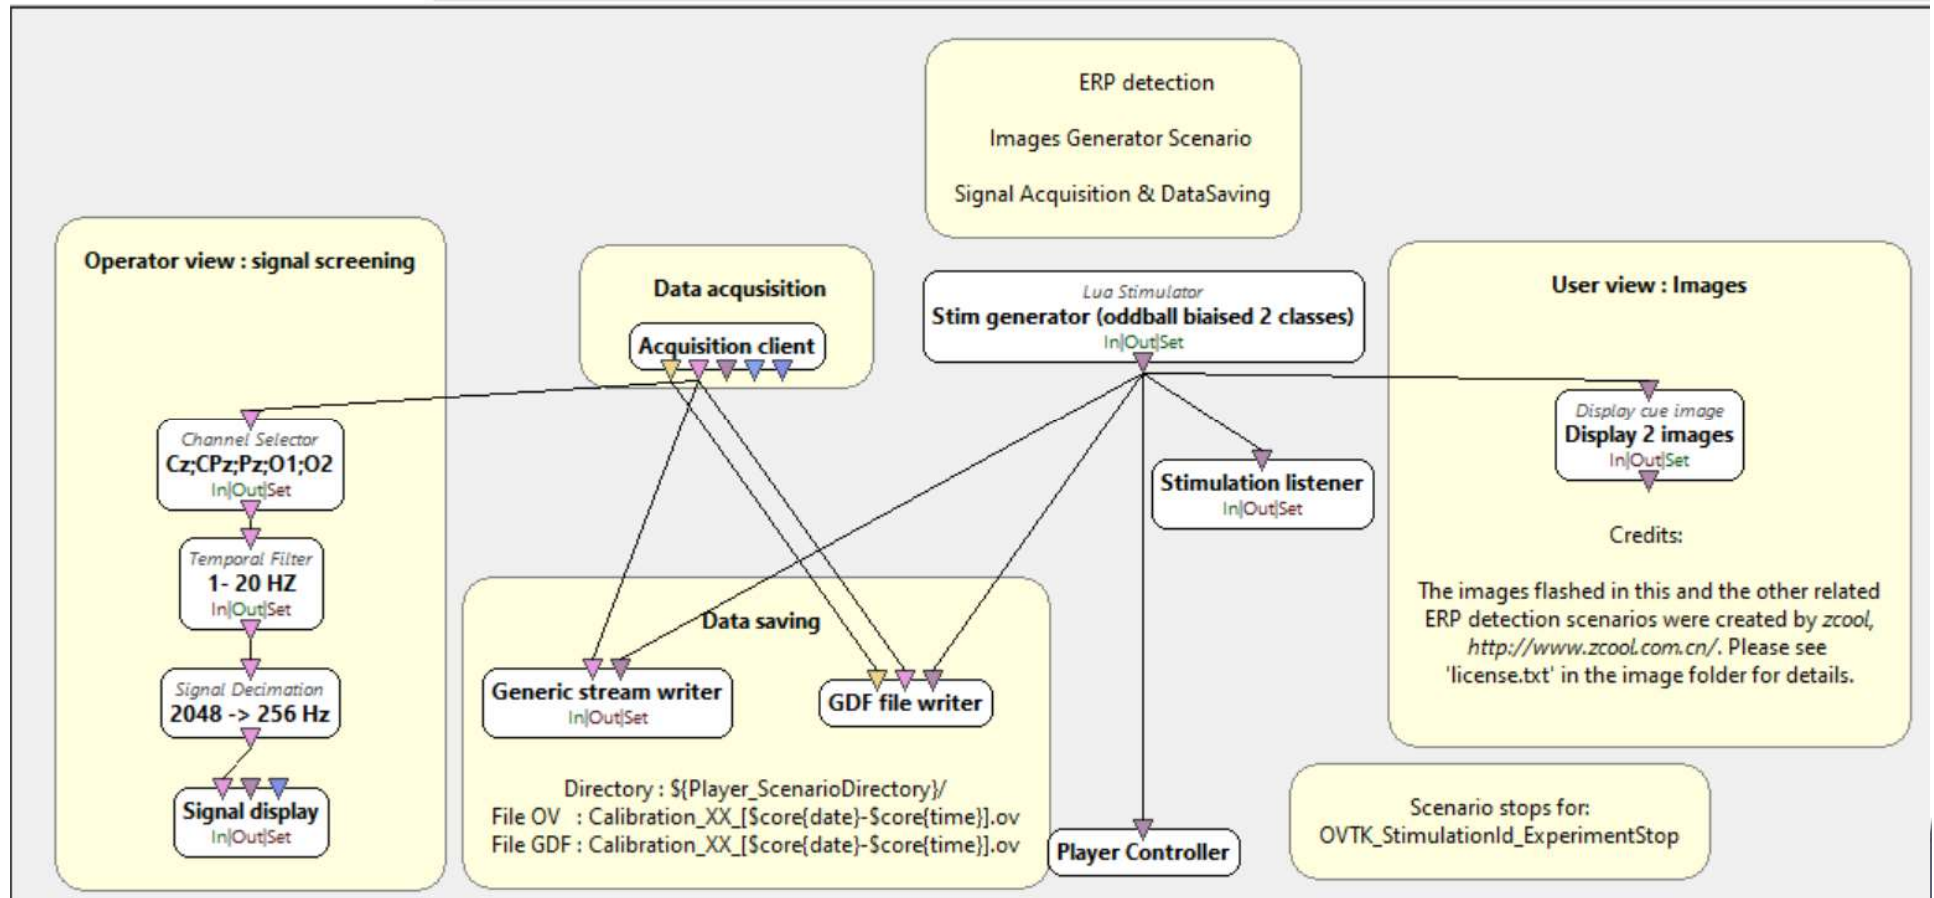 ERP detection
Images Generator Scenario
Signal Acquisition & DataSaving
Operator view : signal screening
Channel Selector
Cz;CPz;Pz;O1;O2
In|Out|Set
Temporal Filter
1- 20 HZ
In|Out|Set
Signal Decimation
2048 -> 256 Hz
Signal display
In|Out|Set
Data acqusisition
Acquisition client
Lua Stimulator
Stim generator (oddball biaised 2 classes)
In|Out|Set
Stimulation listener
In|Out|Set
Data saving
Generic stream writer
In|Out|Set
GDF file writer
Directory : ${Player_ScenarioDirectory}/
File OV : Calibration_XX_[$core{date}-$core{time}].ov
File GDF : Calibration_XX_[$core{date}-$core{time}].ov
Player Controller
User view : Images
Display cue image
Display 2 images
In|Out|Set
Credits:
The images flashed in this and the other related
ERP detection scenarios were created by zcool,
http://www.zcool.com.cn/. Please see
'license.txt' in the image folder for details.
Scenario stops for:
OVTK_StimulationId_ExperimentStop